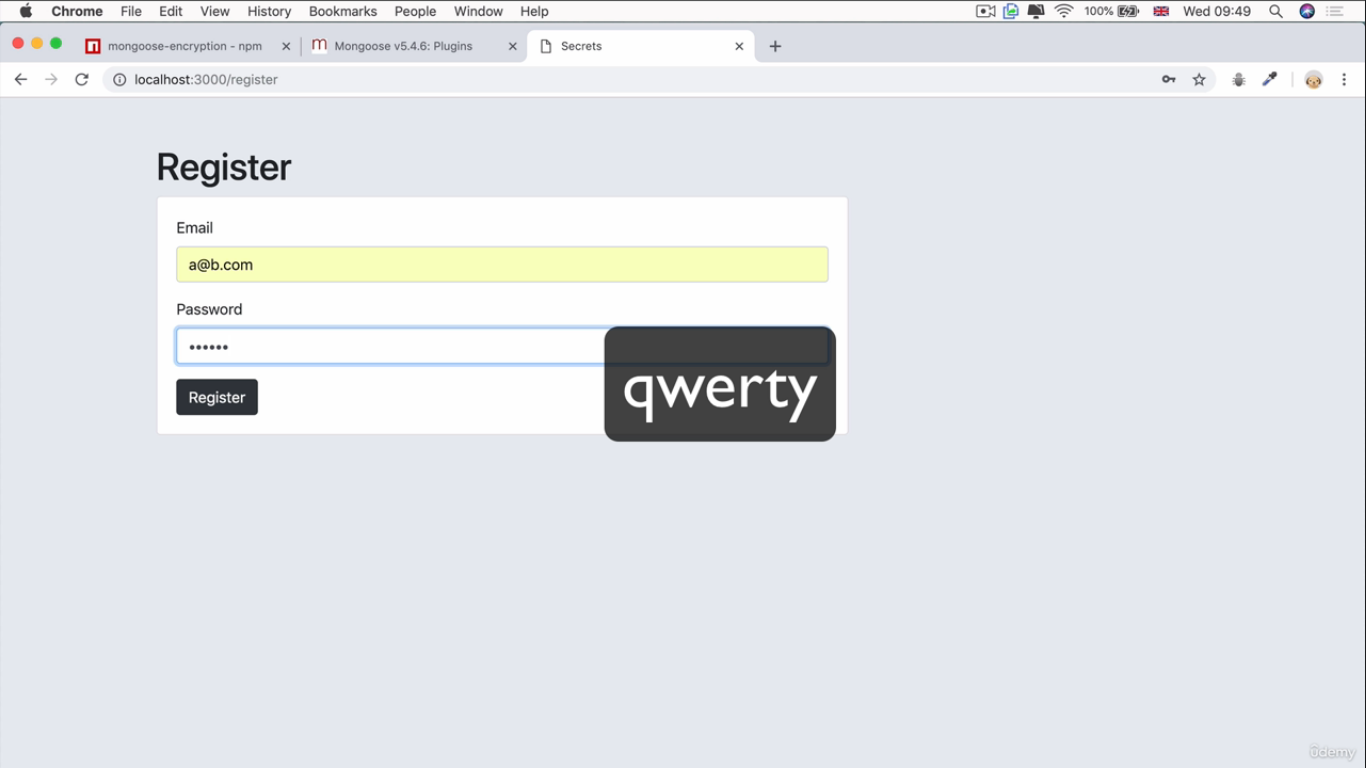 Chrome File Edit View History Bookmarks People Window Help 100% Wed 09:49
mongoose-encryption - npm Mongoose v5.4.6: Plugins Secrets
localhost:3000/register
Register
Email
a@b.com
Password
••••••
qwerty
Register
ûdemy